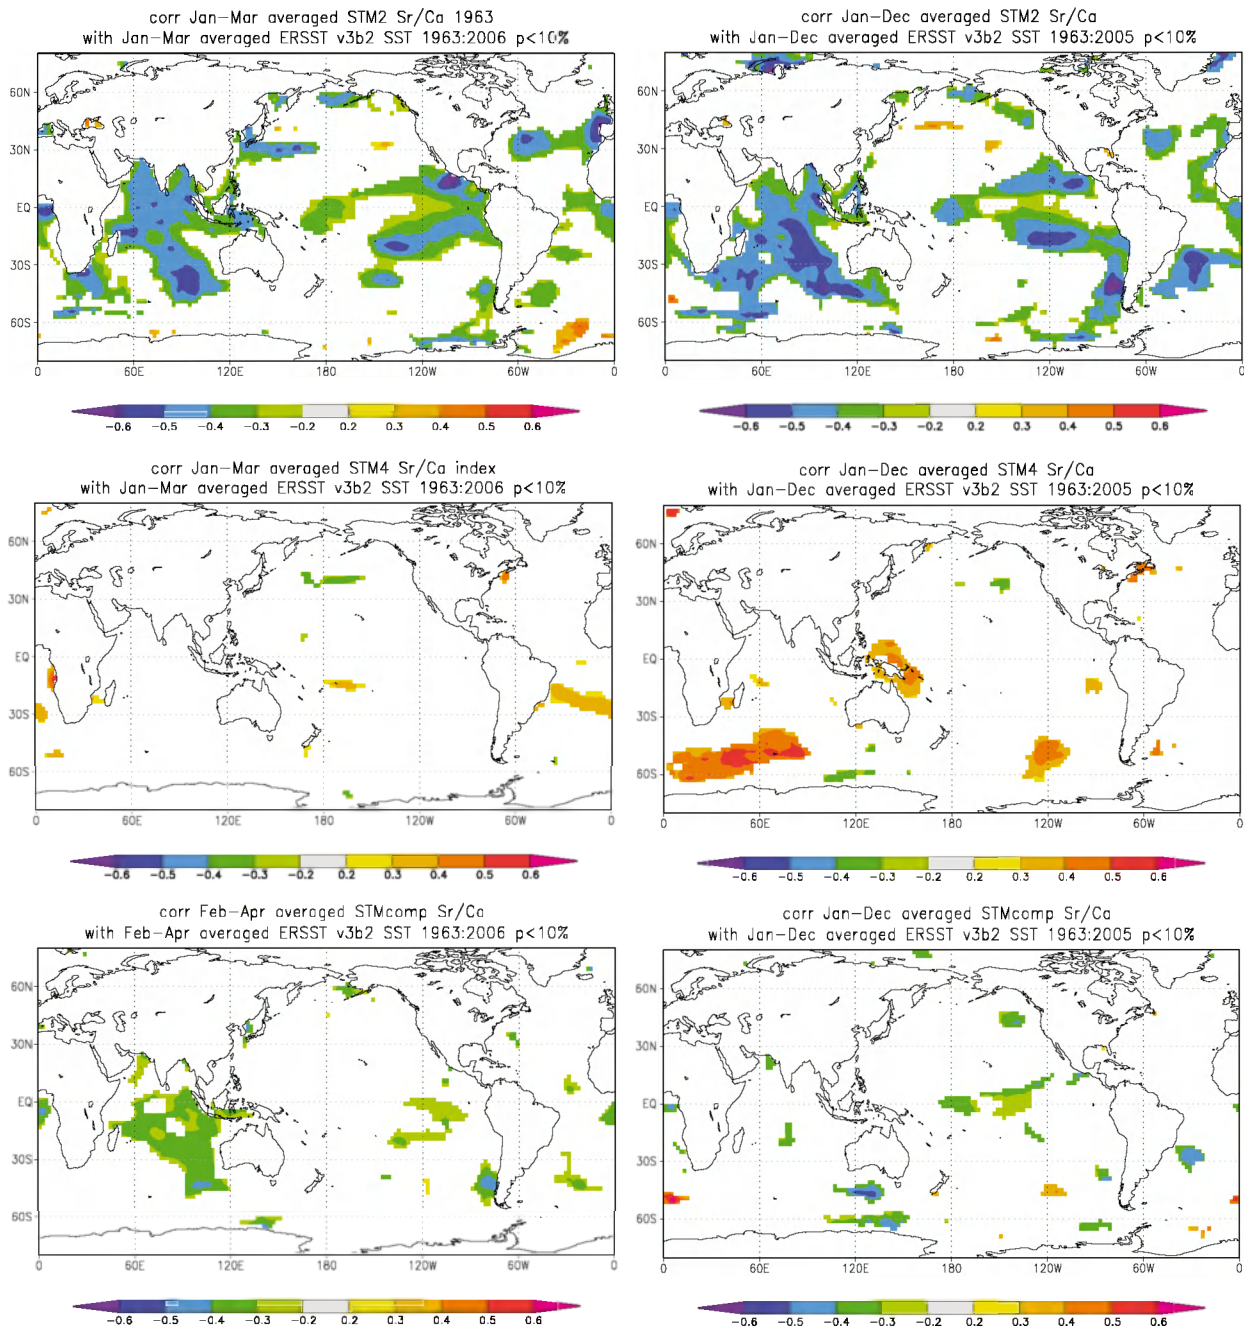 corr Jan-Mar averaged STM2 Sr/Ca 1963
with Jan-Mar averaged ERSST v3b2 SST 1963:2006 p<10%
60N
30N
EQ
30S
60S
0 60E 120E 180 120W 60W 0
-0.6 -0.5 -0.4 -0.3 -0.2 0.2 0.3 0.4 0.5 0.6
corr Jan-Dec averaged STM2 Sr/Ca
with Jan-Dec averaged ERSST v3b2 SST 1963:2005 p<10%
60N
30N
EQ
30S
60S
0 60E 120E 180 120W 60W 0
-0.6 -0.5 -0.4 -0.3 -0.2 0.2 0.3 0.4 0.5 0.6
corr Jan-Mar averaged STM4 Sr/Ca index
with Jan-Mar averaged ERSST v3b2 SST 1963:2006 p<10%
60N
30N
EQ
30S
60S
0 60E 120E 180 120W 60W 0
-0.6 -0.5 -0.4 -0.3 -0.2 0.2 0.3 0.4 0.5 0.6
corr Jan-Dec averaged STM4 Sr/Ca
with Jan-Dec averaged ERSST v3b2 SST 1963:2005 p<10%
60N
30N
EQ
30S
60S
0 60E 120E 180 120W 60W 0
-0.6 -0.5 -0.4 -0.3 -0.2 0.2 0.3 0.4 0.5 0.6
corr Feb-Apr averaged STMcomp Sr/Ca
with Feb-Apr averaged ERSST v3b2 SST 1963:2006 p<10%
60N
30N
EQ
30S
60S
0 60E 120E 180 120W 60W 0
-0.6 -0.5 -0.4 -0.3 -0.2 0.2 0.3 0.4 0.5 0.6
corr Jan-Dec averaged STMcomp Sr/Ca
with Jan-Dec averaged ERSST v3b2 SST 1963:2005 p<10%
60N
30N
EQ
30S
60S
0 60E 120E 180 120W 60W 0
-0.6 -0.5 -0.4 -0.3 -0.2 0.2 0.3 0.4 0.5 0.6